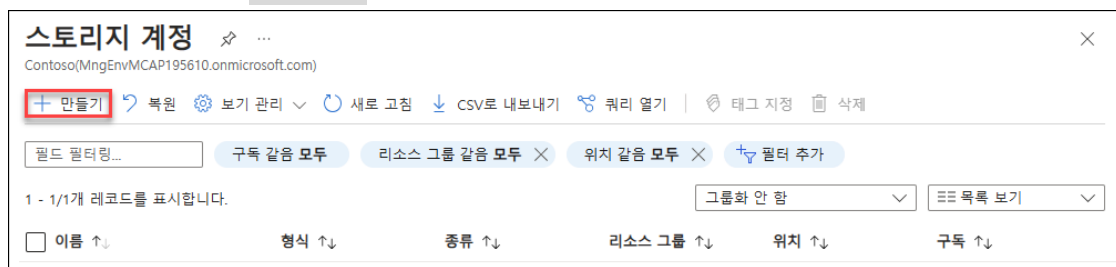 스토리지 계정
Contoso(MngEnvMCAP195610.onmicrosoft.com)
만들기 복원 보기 관리 새로 고침 CSV로 내보내기 쿼리 열기 태그 지정 삭제
필드 필터링... 구독 같음 모두 리소스 그룹 같음 모두 위치 같음 모두 필터 추가
1 - 1/1개 레코드를 표시합니다. 그룹화 안 함 목록 보기
이름 ↑↓ 형식 ↑↓ 종류 ↑↓ 리소스 그룹 ↑↓ 위치 ↑↓ 구독 ↑↓